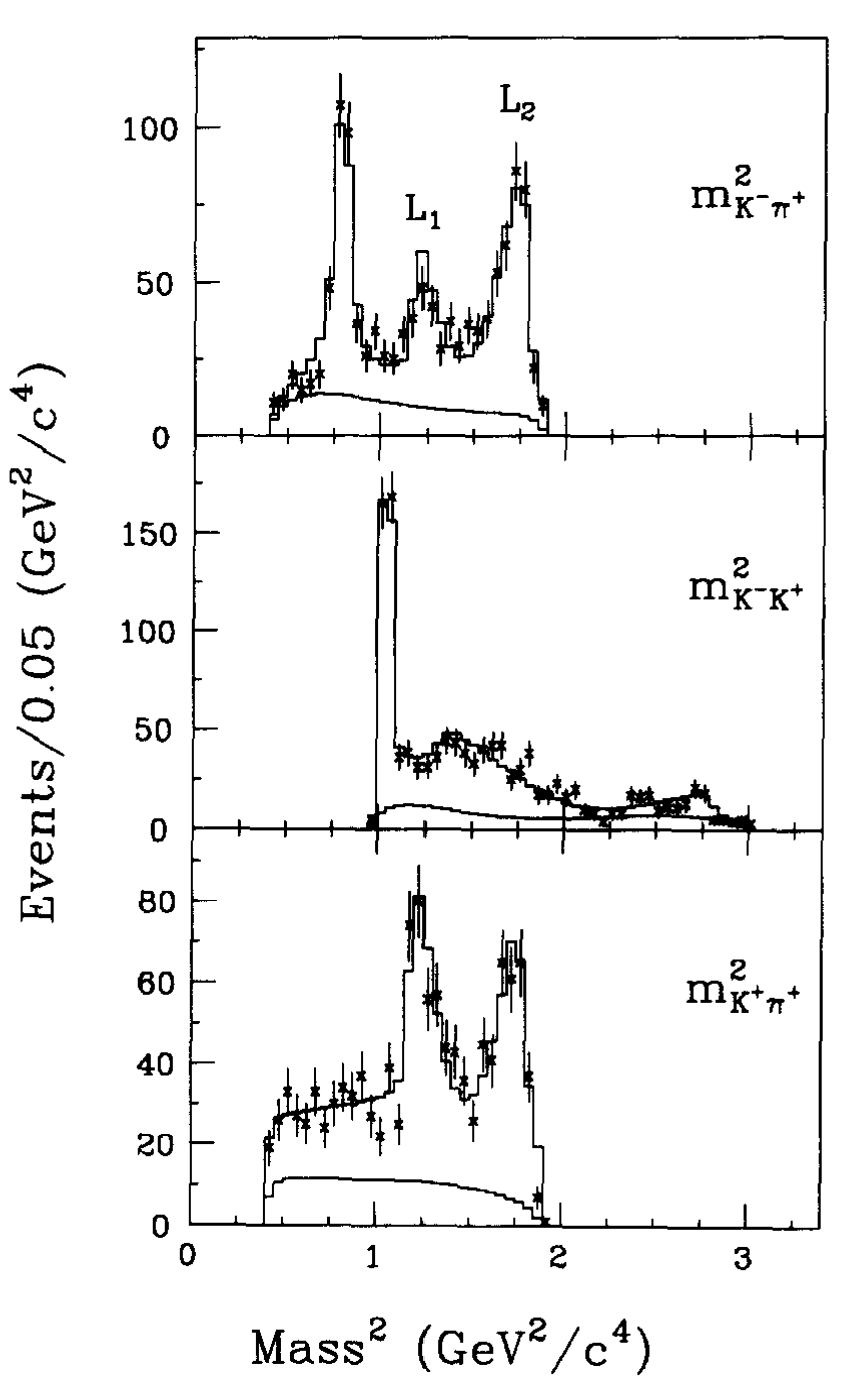 L₂
100
m²K⁻π⁺
L₁
50
0
150
m²K⁻K⁺
100
50
0
80
60
m²K⁺π⁺
40
20
0
0 1 2 3
Mass² (GeV²/c⁴)
Events/0.05 (GeV²/c⁴)